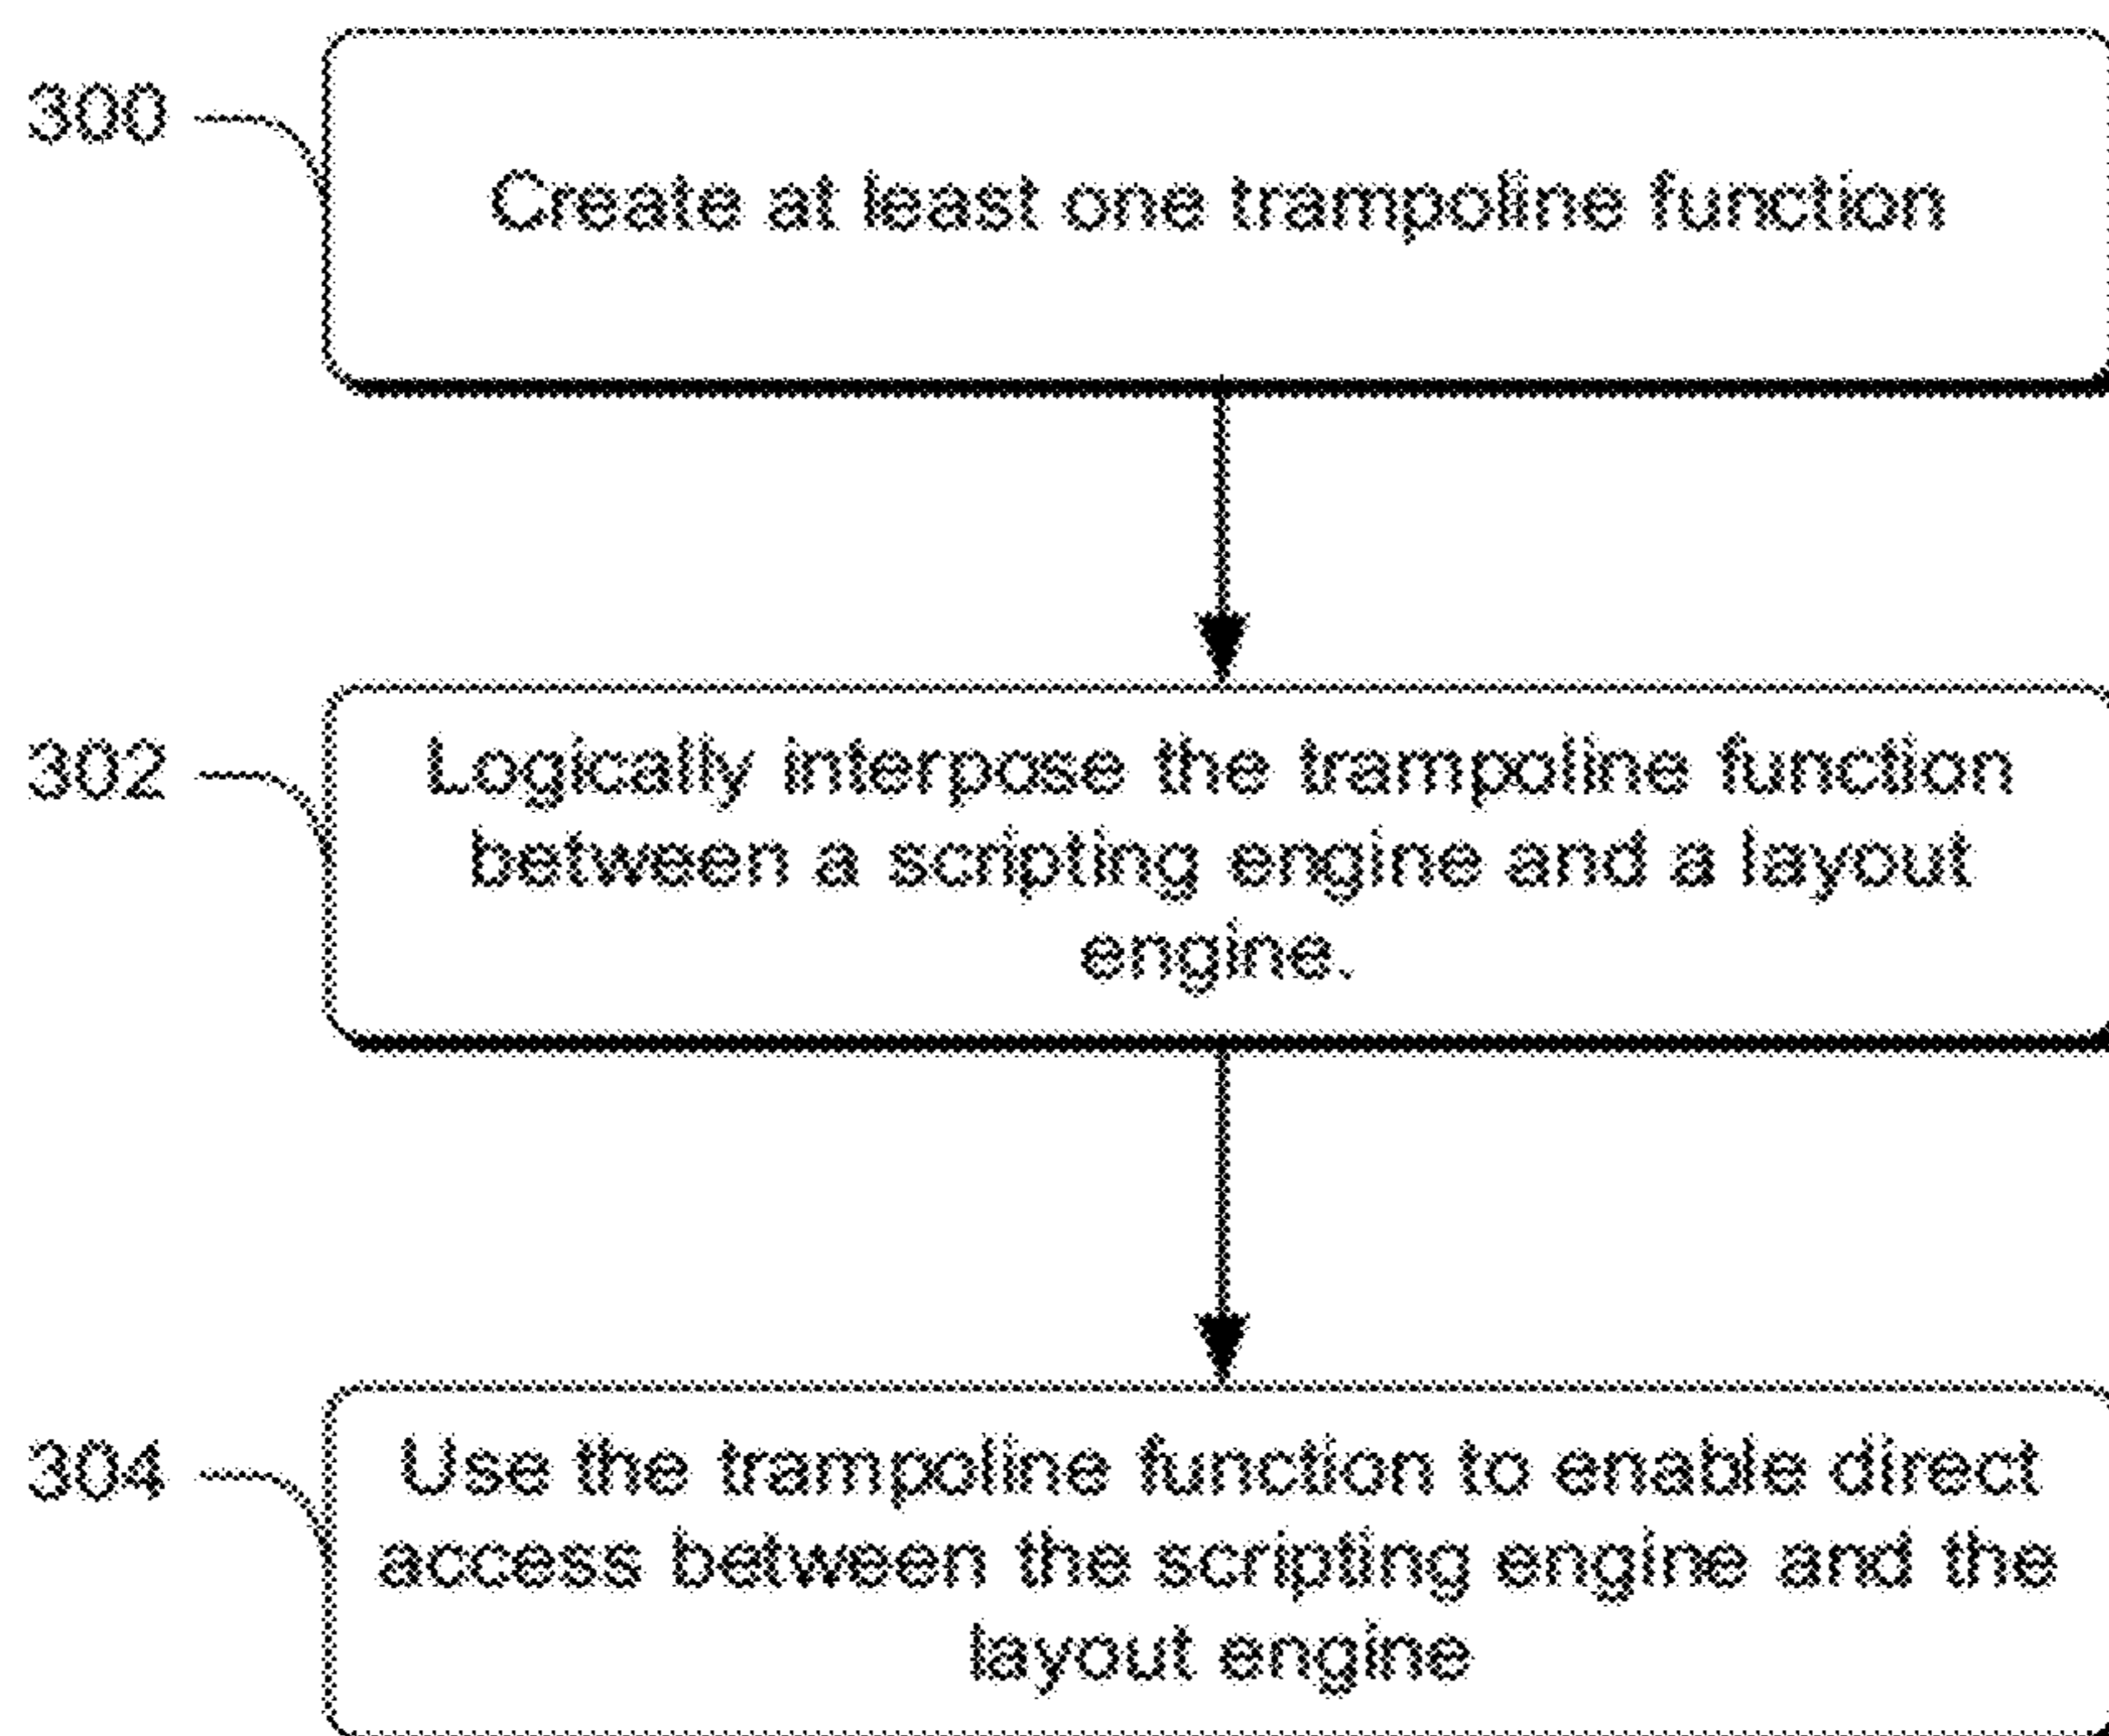 300
Create at least one trampoline function
302
Logically interpose the trampoline function
between a scripting engine and a layout
engine.
304
Use the trampoline function to enable direct
access between the scripting engine and the
layout engine